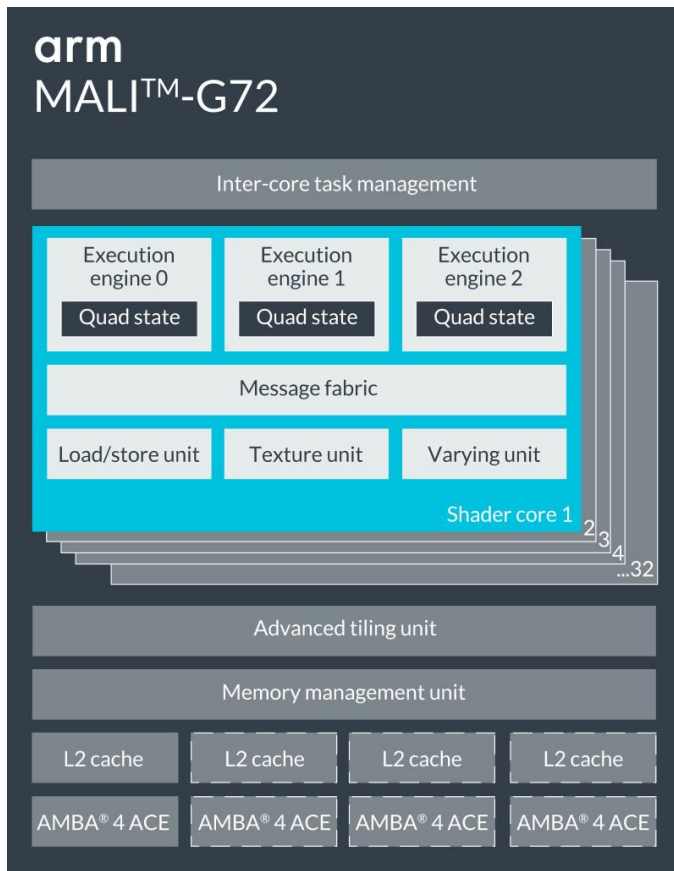 arm
MALI™-G72
Inter-core task management
Execution engine 0
Execution engine 1
Execution engine 2
Quad state
Quad state
Quad state
Message fabric
Load/store unit
Texture unit
Varying unit
Shader core 1
2
3
4
...32
Advanced tiling unit
Memory management unit
L2 cache
L2 cache
L2 cache
L2 cache
AMBA® 4 ACE
AMBA® 4 ACE
AMBA® 4 ACE
AMBA® 4 ACE